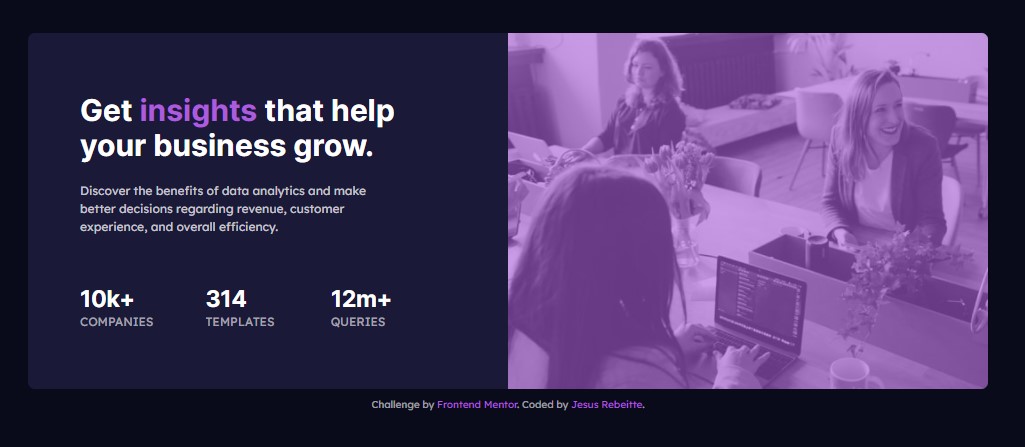 Get insights that help
your business grow.
Discover the benefits of data analytics and make
better decisions regarding revenue, customer
experience, and overall efficiency.
10k+ 314 12m+
COMPANIES TEMPLATES QUERIES
Challenge by Frontend Mentor. Coded by Jesus Rebeitte.